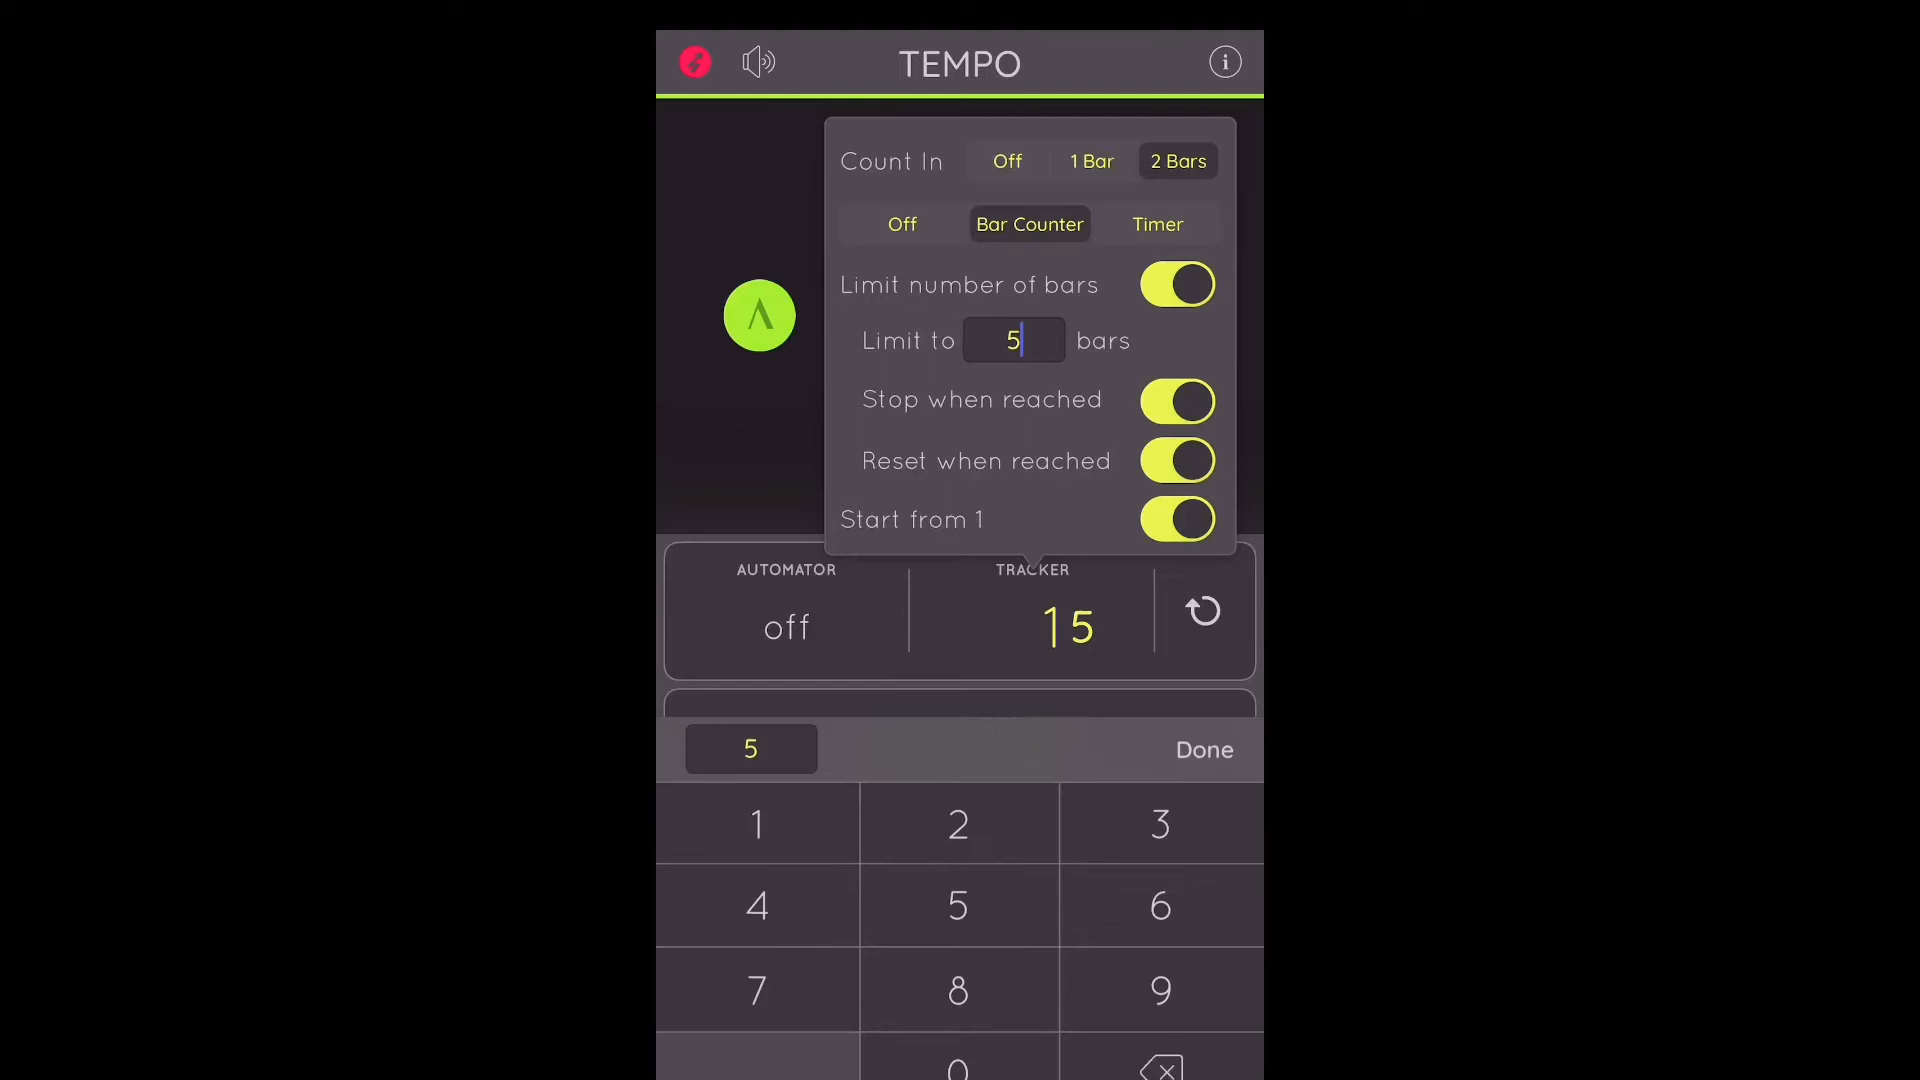 TEMPO
i
Count In Off 1 Bar 2 Bars
Off Bar Counter Timer
Limit number of bars
Limit to 5 bars
Stop when reached
Reset when reached
Start from 1
AUTOMATOR TRACKER
off 15
5 Done
1 2 3
4 5 6
7 8 9
0